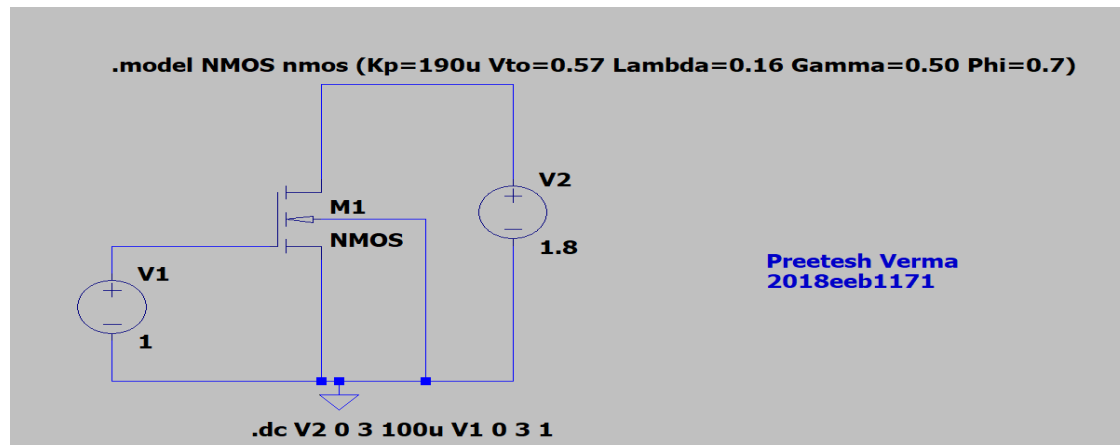 .model NMOS nmos (Kp=190u Vto=0.57 Lambda=0.16 Gamma=0.50 Phi=0.7)
V2
M1
NMOS
1.8
V1
1
Preetesh Verma
2018eeb1171
.dc V2 0 3 100u V1 0 3 1